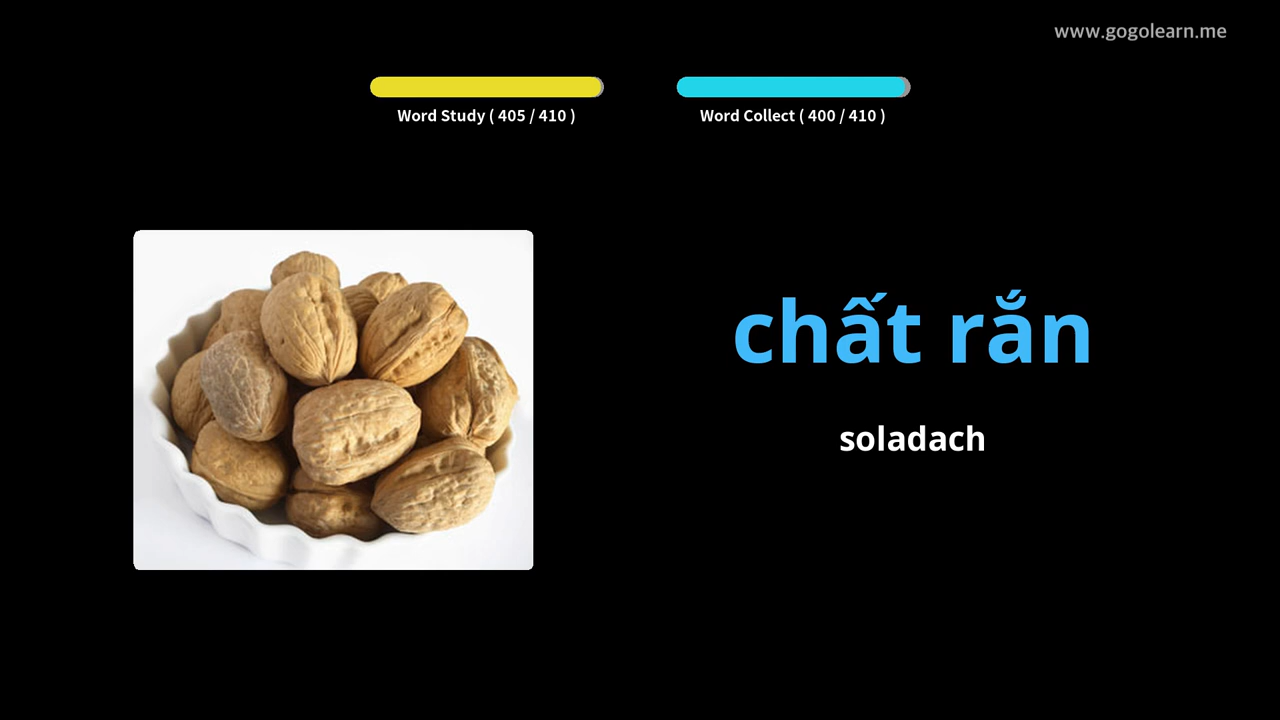 www.gogolearn.me
Word Study ( 405 / 410 )
Word Collect ( 400 / 410 )
chất rắn
soladach